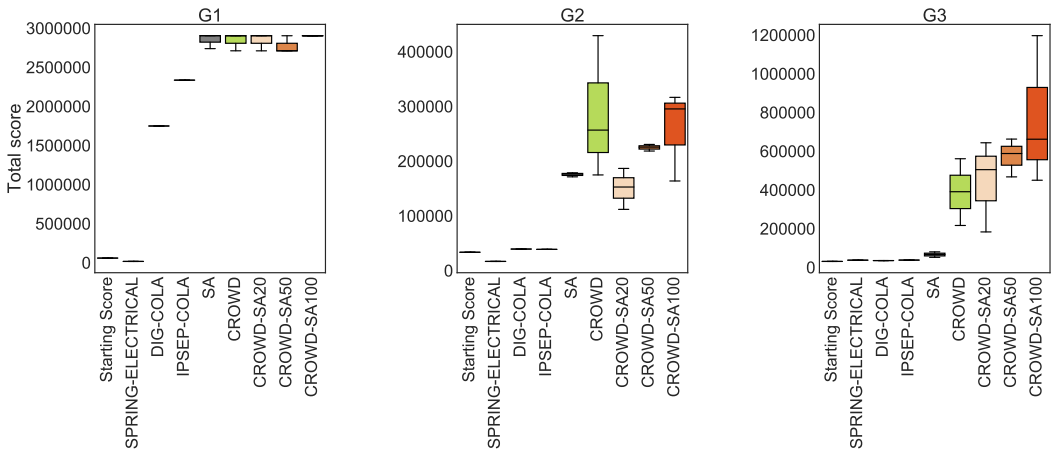 G1
Total score
3000000
2500000
2000000
1500000
1000000
500000
0
Starting Score
SPRING-ELECTRICAL
DIG-COLA
IPSEP-COLA
SA
CROWD
CROWD-SA20
CROWD-SA50
CROWD-SA100
G2
400000
300000
200000
100000
0
Starting Score
SPRING-ELECTRICAL
DIG-COLA
IPSEP-COLA
SA
CROWD
CROWD-SA20
CROWD-SA50
CROWD-SA100
G3
1200000
1000000
800000
600000
400000
200000
0
Starting Score
SPRING-ELECTRICAL
DIG-COLA
IPSEP-COLA
SA
CROWD
CROWD-SA20
CROWD-SA50
CROWD-SA100